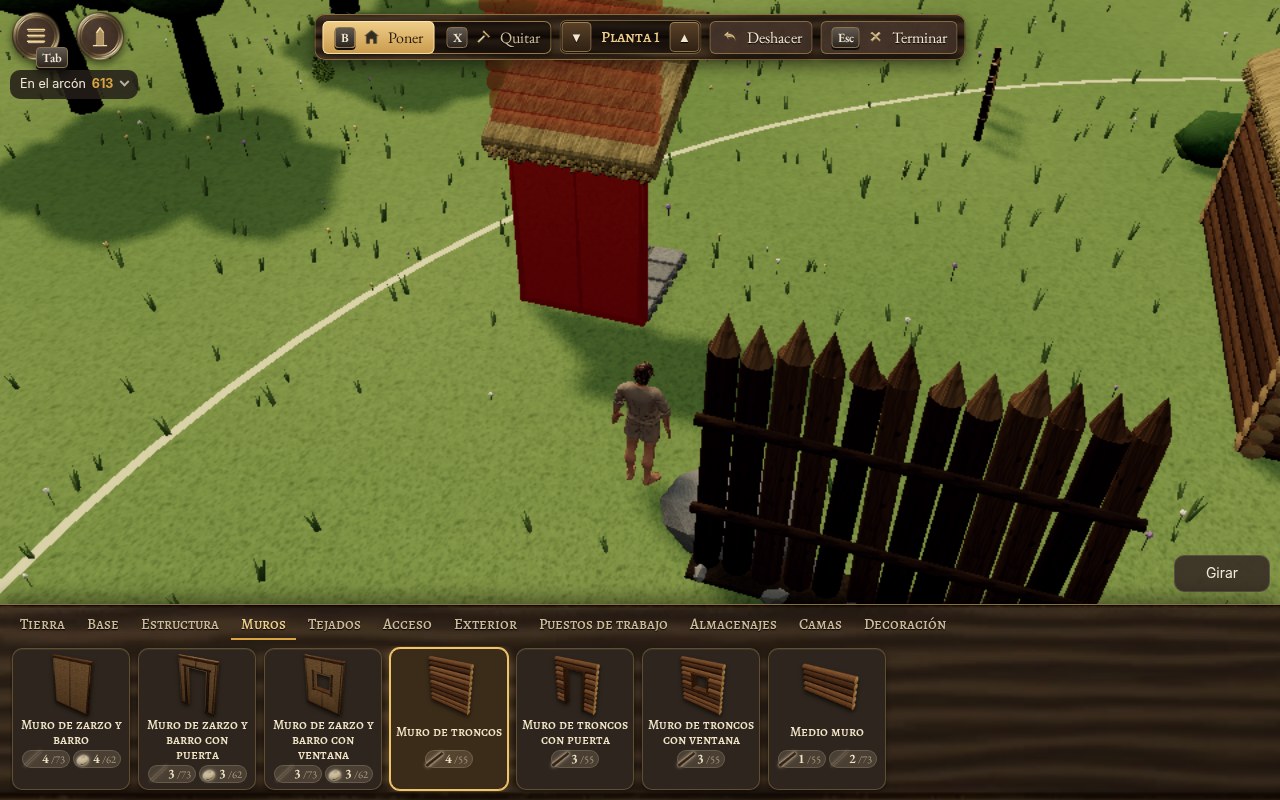 B Poner X Quitar ▼ Planta 1 ▲ Deshacer Esc Terminar
Tab
En el arcón 613
Girar
Tierra Base Estructura Muros Tejados Acceso Exterior Puestos de trabajo Almacenajes Camas Decoración
Muro de zarzo y barro
4/73 4/62
Muro de zarzo y barro con puerta
3/73 3/62
Muro de zarzo y barro con ventana
3/73 3/62
Muro de troncos
4/55
Muro de troncos con puerta
3/55
Muro de troncos con ventana
3/55
Medio muro
1/55 2/73